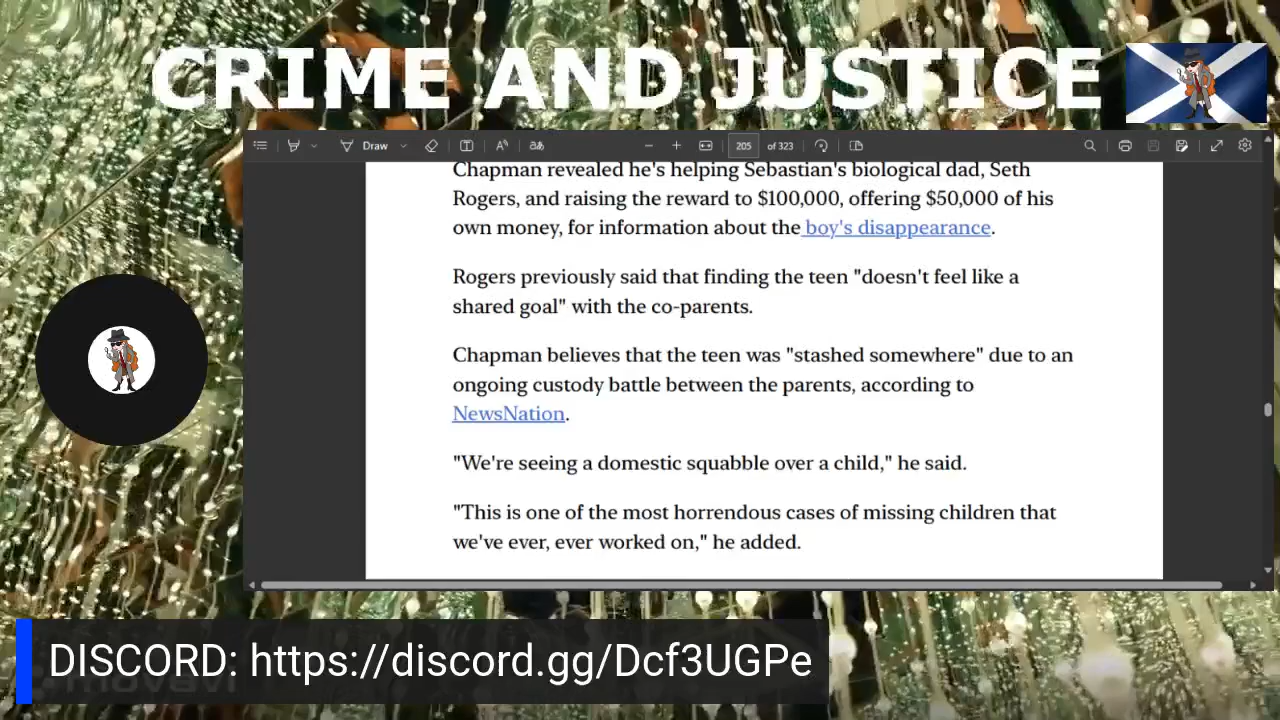 CRIME AND JUSTICE
Draw
205 of 323
Chapman revealed he's helping Sebastian's biological dad, Seth
Rogers, and raising the reward to $100,000, offering $50,000 of his
own money, for information about the boy's disappearance.
Rogers previously said that finding the teen "doesn't feel like a
shared goal" with the co-parents.
Chapman believes that the teen was "stashed somewhere" due to an
ongoing custody battle between the parents, according to
NewsNation.
"We're seeing a domestic squabble over a child," he said.
"This is one of the most horrendous cases of missing children that
we've ever, ever worked on," he added.
DISCORD: https://discord.gg/Dcf3UGPe